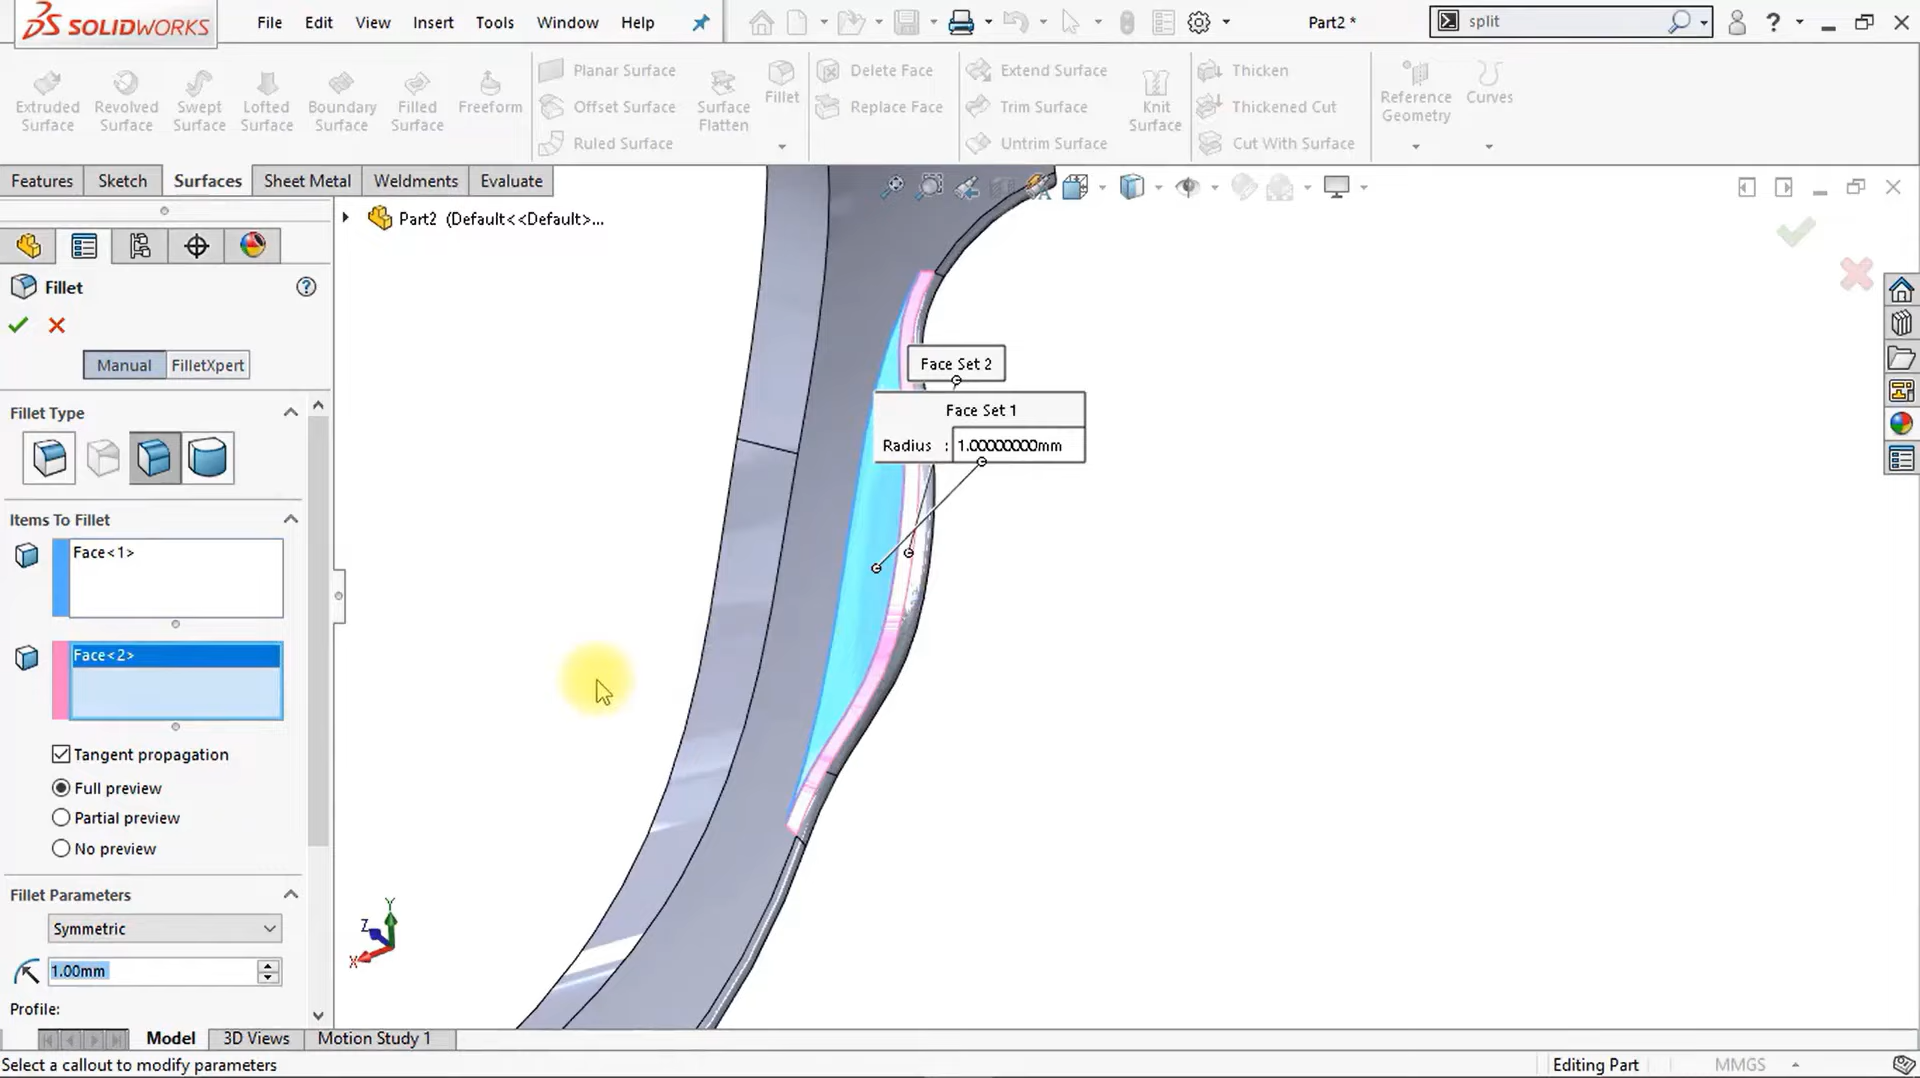 SOLIDWORKS
File
Edit
View
Insert
Tools
Window
Help
Part2 *
split
Extruded Surface
Revolved Surface
Swept Surface
Lofted Surface
Boundary Surface
Filled Surface
Freeform
Planar Surface
Offset Surface
Ruled Surface
Surface Flatten
Fillet
Delete Face
Replace Face
Extend Surface
Trim Surface
Untrim Surface
Knit Surface
Thicken
Thickened Cut
Cut With Surface
Reference Geometry
Curves
Features
Sketch
Surfaces
Sheet Metal
Weldments
Evaluate
Part2 (Default<<Default>...
Fillet
Manual
FilletXpert
Fillet Type
Items To Fillet
Face<1>
Face<2>
Tangent propagation
Full preview
Partial preview
No preview
Fillet Parameters
Symmetric
1.00mm
Profile:
Face Set 2
Face Set 1
Radius : 1.00000000mm
Y
Z
X
Model
3D Views
Motion Study 1
Select a callout to modify parameters
Editing Part
MMGS